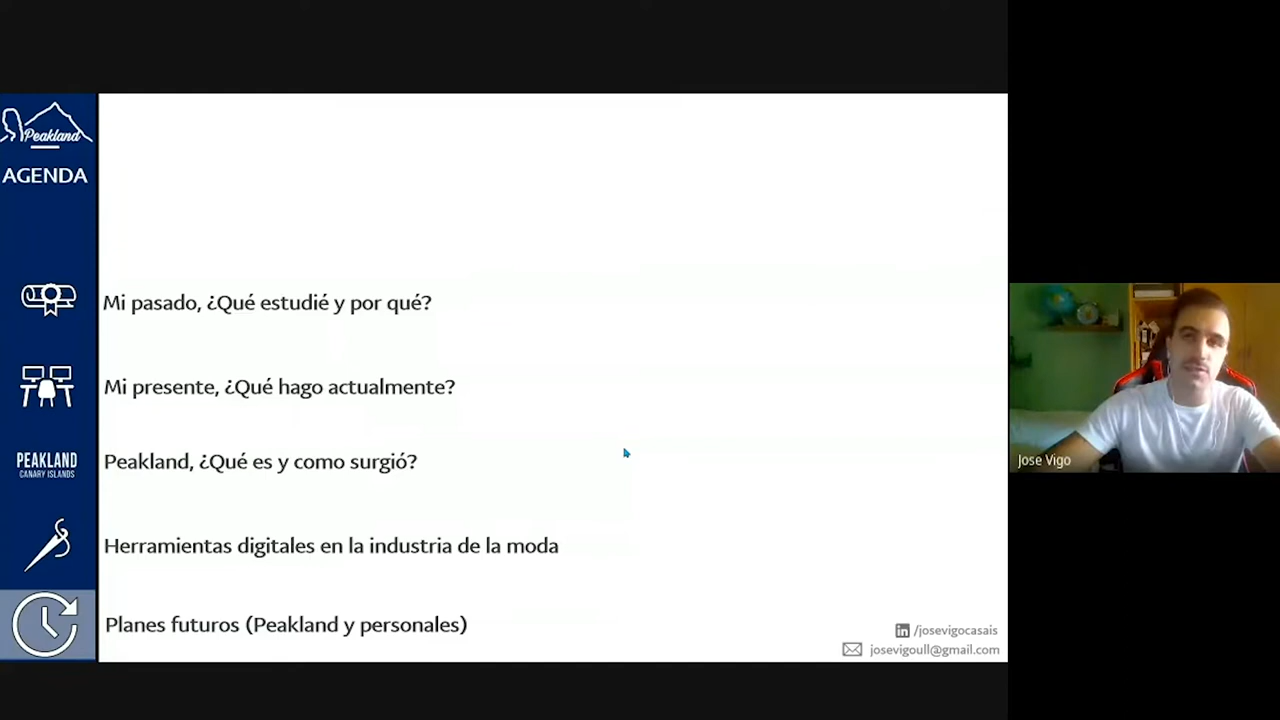 Peakland
AGENDA
Mi pasado, ¿Qué estudié y por qué?
Mi presente, ¿Qué hago actualmente?
PEAKLAND
CANARY ISLANDS
Peakland, ¿Qué es y como surgió?
Herramientas digitales en la industria de la moda
Planes futuros (Peakland y personales)
in /josevigocasais
josevigoull@gmail.com
Jose Vigo